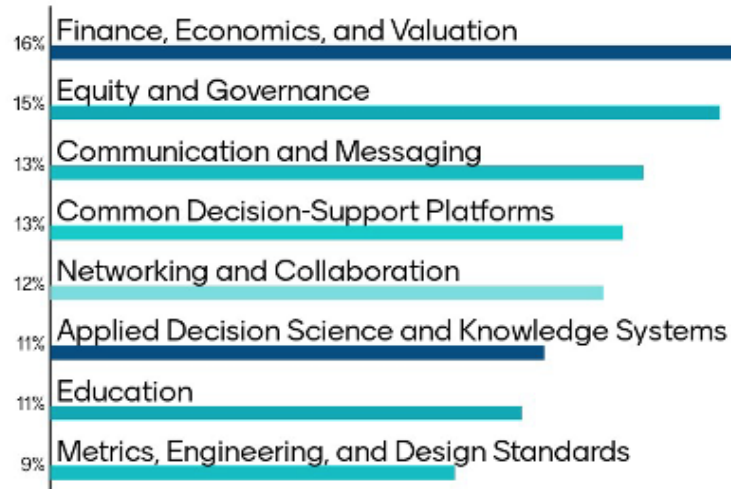 Finance, Economics, and Valuation
16%
Equity and Governance
15%
Communication and Messaging
13%
Common Decision-Support Platforms
13%
Networking and Collaboration
12%
Applied Decision Science and Knowledge Systems
11%
Education
11%
Metrics, Engineering, and Design Standards
9%